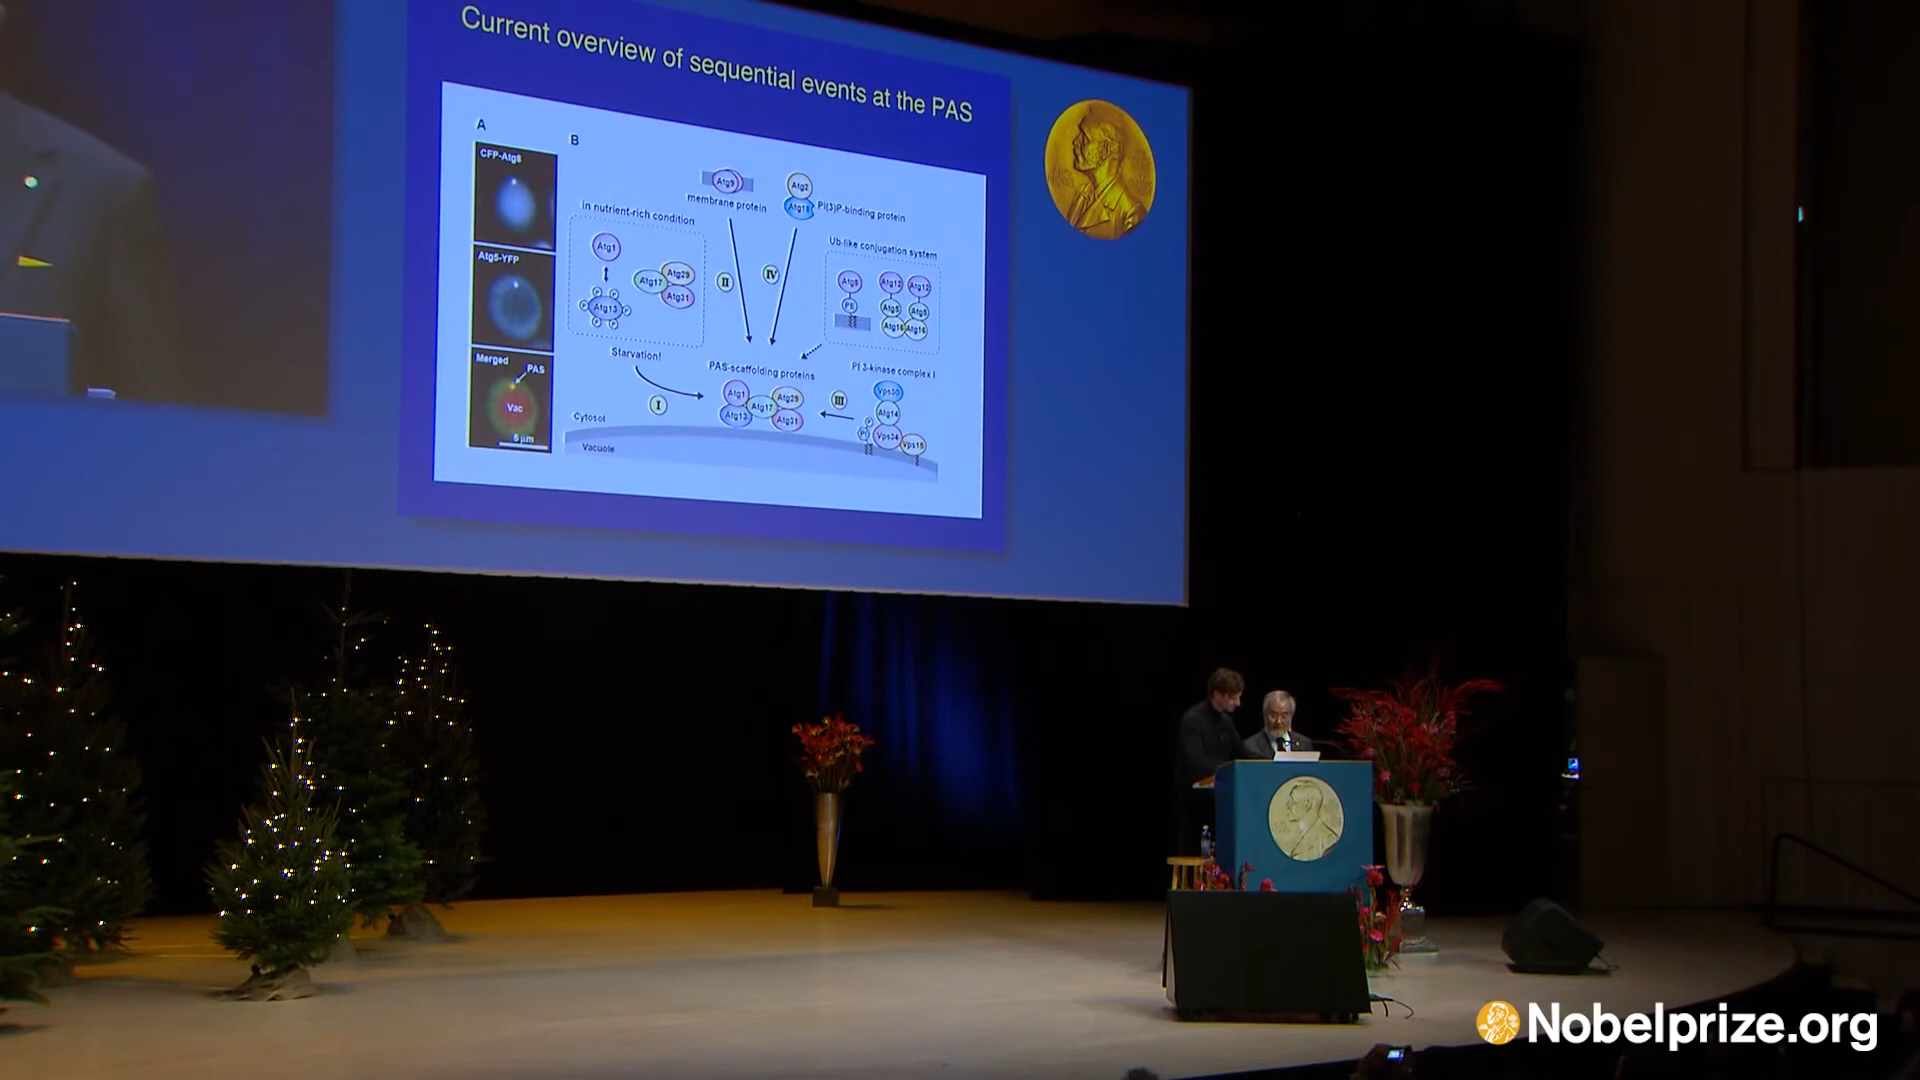 Current overview of sequential events at the PAS
A
B
CFP-Atg8
Atg5-YFP
Merged
PAS
Vac
5 μm
Atg9
membrane protein
Atg2
Atg18
PI(3)P-binding protein
in nutrient-rich condition
Atg1
Atg13
P
P
P
P
P
P
Atg17
Atg29
Atg31
II
IV
Ub-like conjugation system
Atg8
PE
Atg12
Atg12
Atg5
Atg5
Atg16
Atg16
Starvation!
I
PAS-scaffolding proteins
Atg1
Atg13
Atg17
Atg29
Atg31
III
PI 3-kinase complex I
Vps30
Atg14
Vps34
Vps15
P
PI
Cytosol
Vacuole
Nobelprize.org